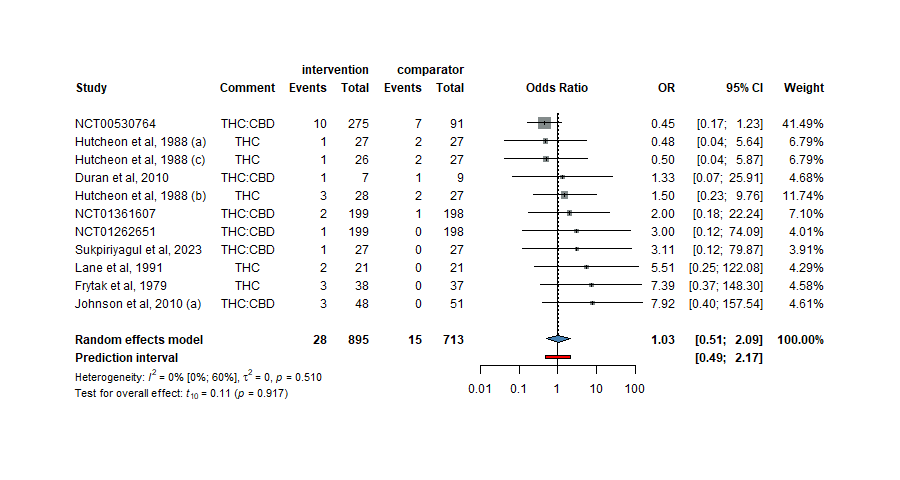 intervention comparator
Study Comment Events Total Events Total Odds Ratio OR 95% CI Weight
NCT00530764 THC:CBD 10 275 7 91 0.45 [0.17; 1.23] 41.49%
Hutcheon et al, 1988 (a) THC 1 27 2 27 0.48 [0.04; 5.64] 6.79%
Hutcheon et al, 1988 (c) THC 1 26 2 27 0.50 [0.04; 5.87] 6.79%
Duran et al, 2010 THC:CBD 1 7 1 9 1.33 [0.07; 25.91] 4.68%
Hutcheon et al, 1988 (b) THC 3 28 2 27 1.50 [0.23; 9.76] 11.74%
NCT01361607 THC:CBD 2 199 1 198 2.00 [0.18; 22.24] 7.10%
NCT01262651 THC:CBD 1 199 0 198 3.00 [0.12; 74.09] 4.01%
Sukpiriyagul et al, 2023 THC:CBD 1 27 0 27 3.11 [0.12; 79.87] 3.91%
Lane et al, 1991 THC 2 21 0 21 5.51 [0.25; 122.08] 4.29%
Frytak et al, 1979 THC 3 38 0 37 7.39 [0.37; 148.30] 4.58%
Johnson et al, 2010 (a) THC:CBD 3 48 0 51 7.92 [0.40; 157.54] 4.61%
Random effects model 28 895 15 713 1.03 [0.51; 2.09] 100.00%
Prediction interval [0.49; 2.17]
Heterogeneity: I² = 0% [0%; 60%], τ² = 0, p = 0.510
Test for overall effect: t₁₀ = 0.11 (p = 0.917)
0.01 0.1 1 10 100